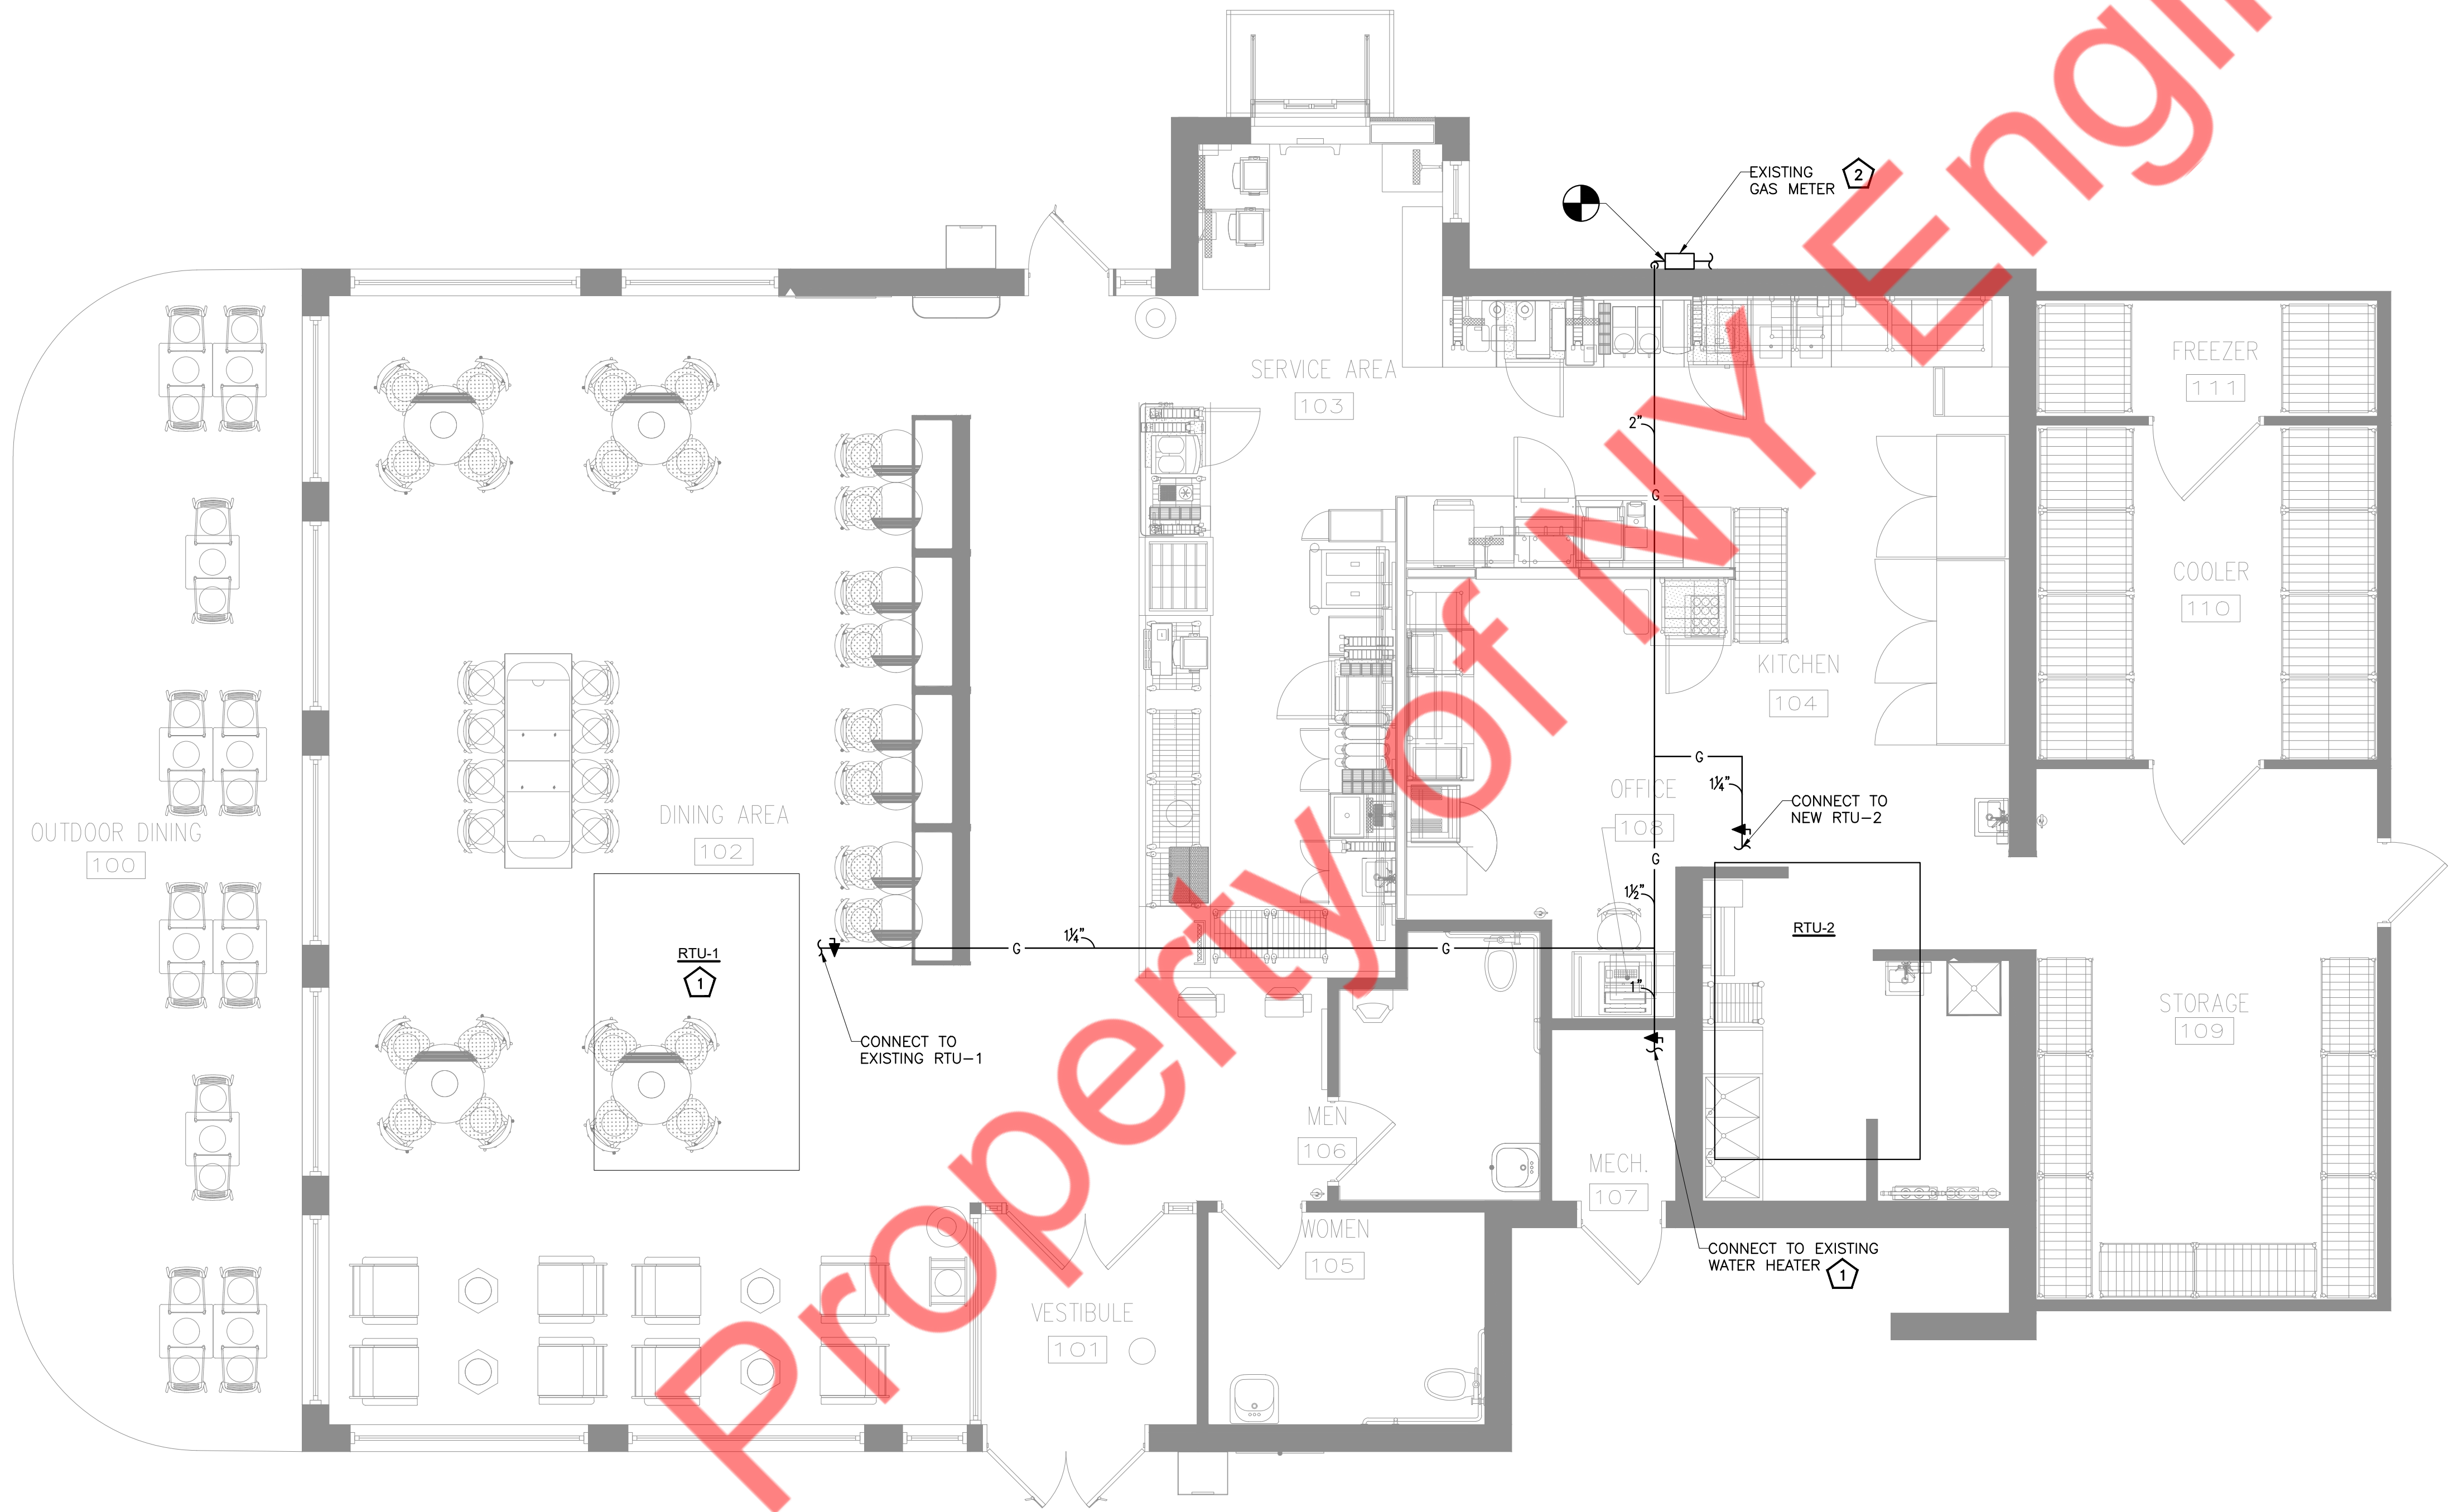 EXISTING
GAS METER
2
SERVICE AREA
103
FREEZER
111
2"
G
COOLER
110
KITCHEN
104
G
1¼"
OFFICE
108
CONNECT TO
NEW RTU-2
DINING AREA
102
OUTDOOR DINING
100
G
1½"
RTU-2
RTU-1
1
G
1¼"
G
1"
STORAGE
109
CONNECT TO
EXISTING RTU-1
MEN
106
MECH.
107
WOMEN
105
CONNECT TO EXISTING
WATER HEATER
1
VESTIBULE
101
Property of NY Engi